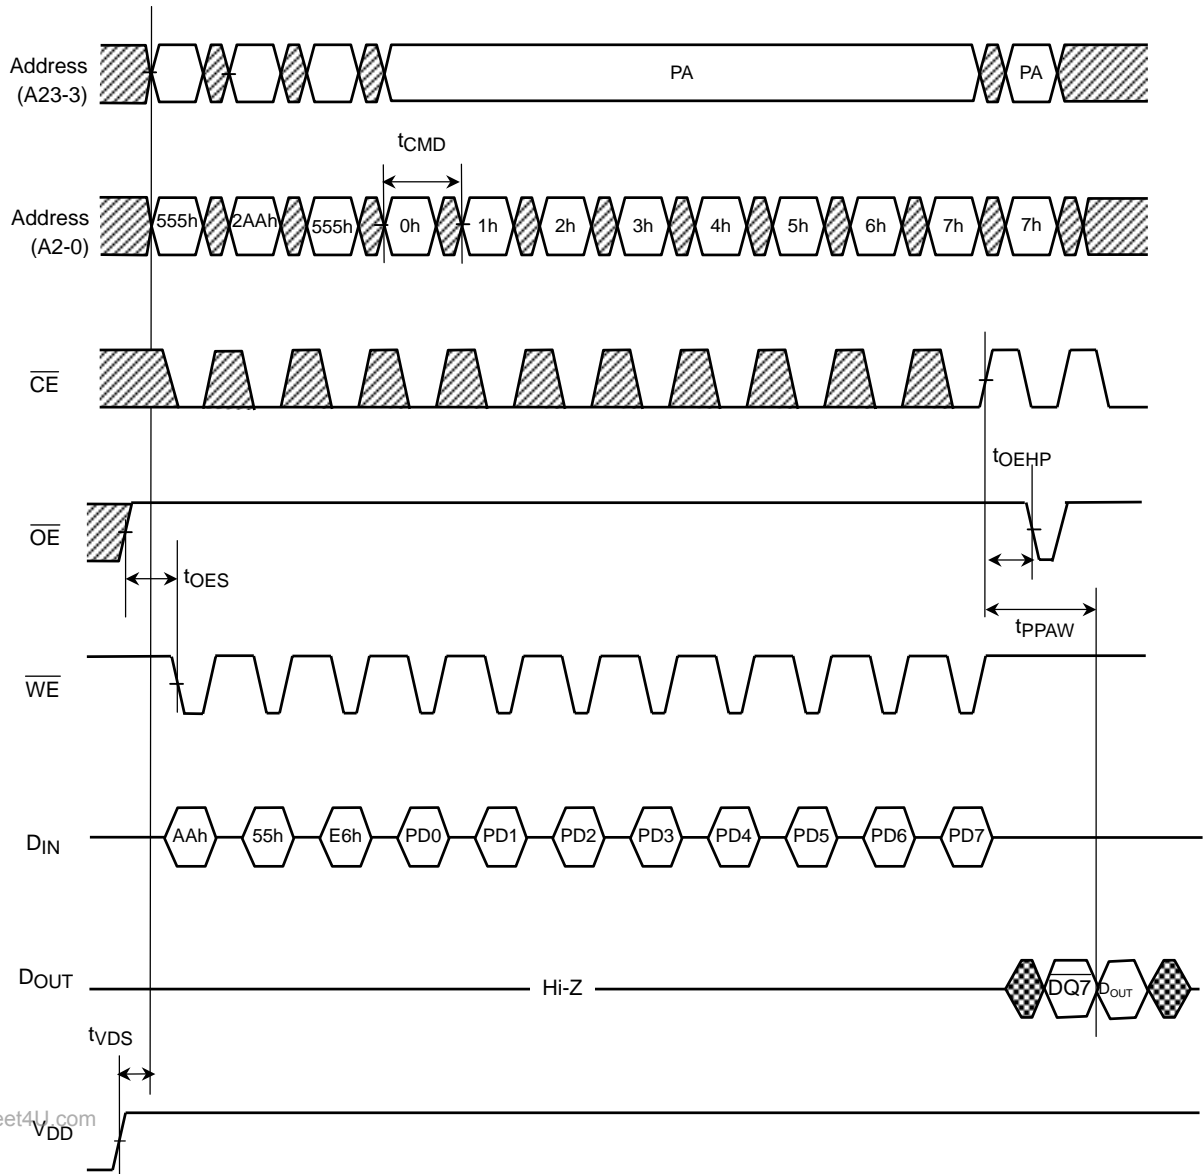 Address
(A23-3)
PA
PA
tCMD
Address
(A2-0)
555h
2AAh
555h
0h
1h
2h
3h
4h
5h
6h
7h
7h
CE
tOEHP
OE
tOES
tPPAW
WE
DIN
AAh
55h
E6h
PD0
PD1
PD2
PD3
PD4
PD5
PD6
PD7
DOUT
Hi-Z
DQ7
DOUT
tVDS
eet4U.com
VDD